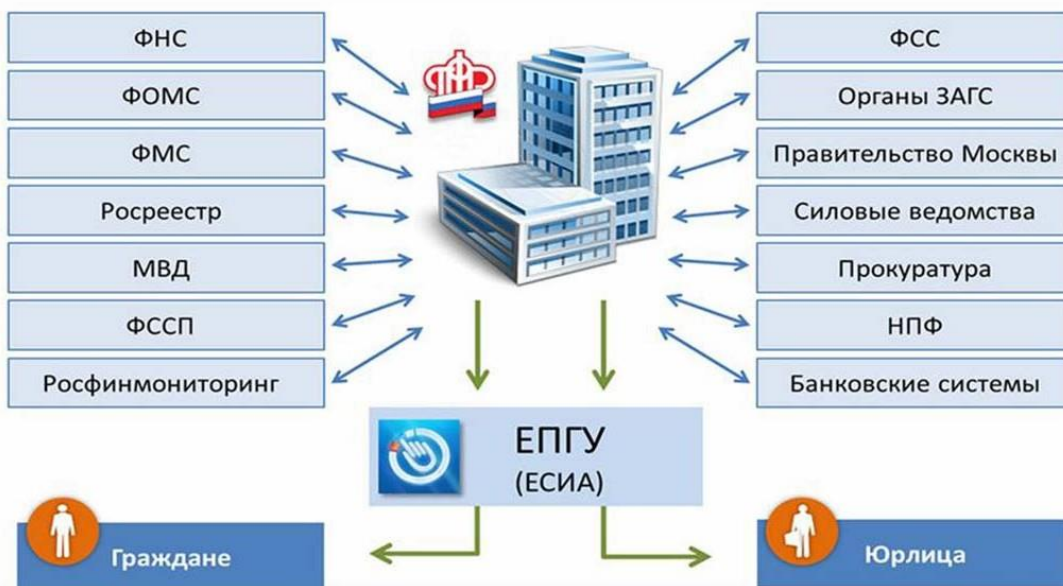 ФНС
ФОМС
ФМС
Росреестр
МВД
ФССП
Росфинмониторинг
ФСС
Органы ЗАГС
Правительство Москвы
Силовые ведомства
Прокуратура
НПФ
Банковские системы
ЕПГУ
(ЕСИА)
Граждане
Юрлица